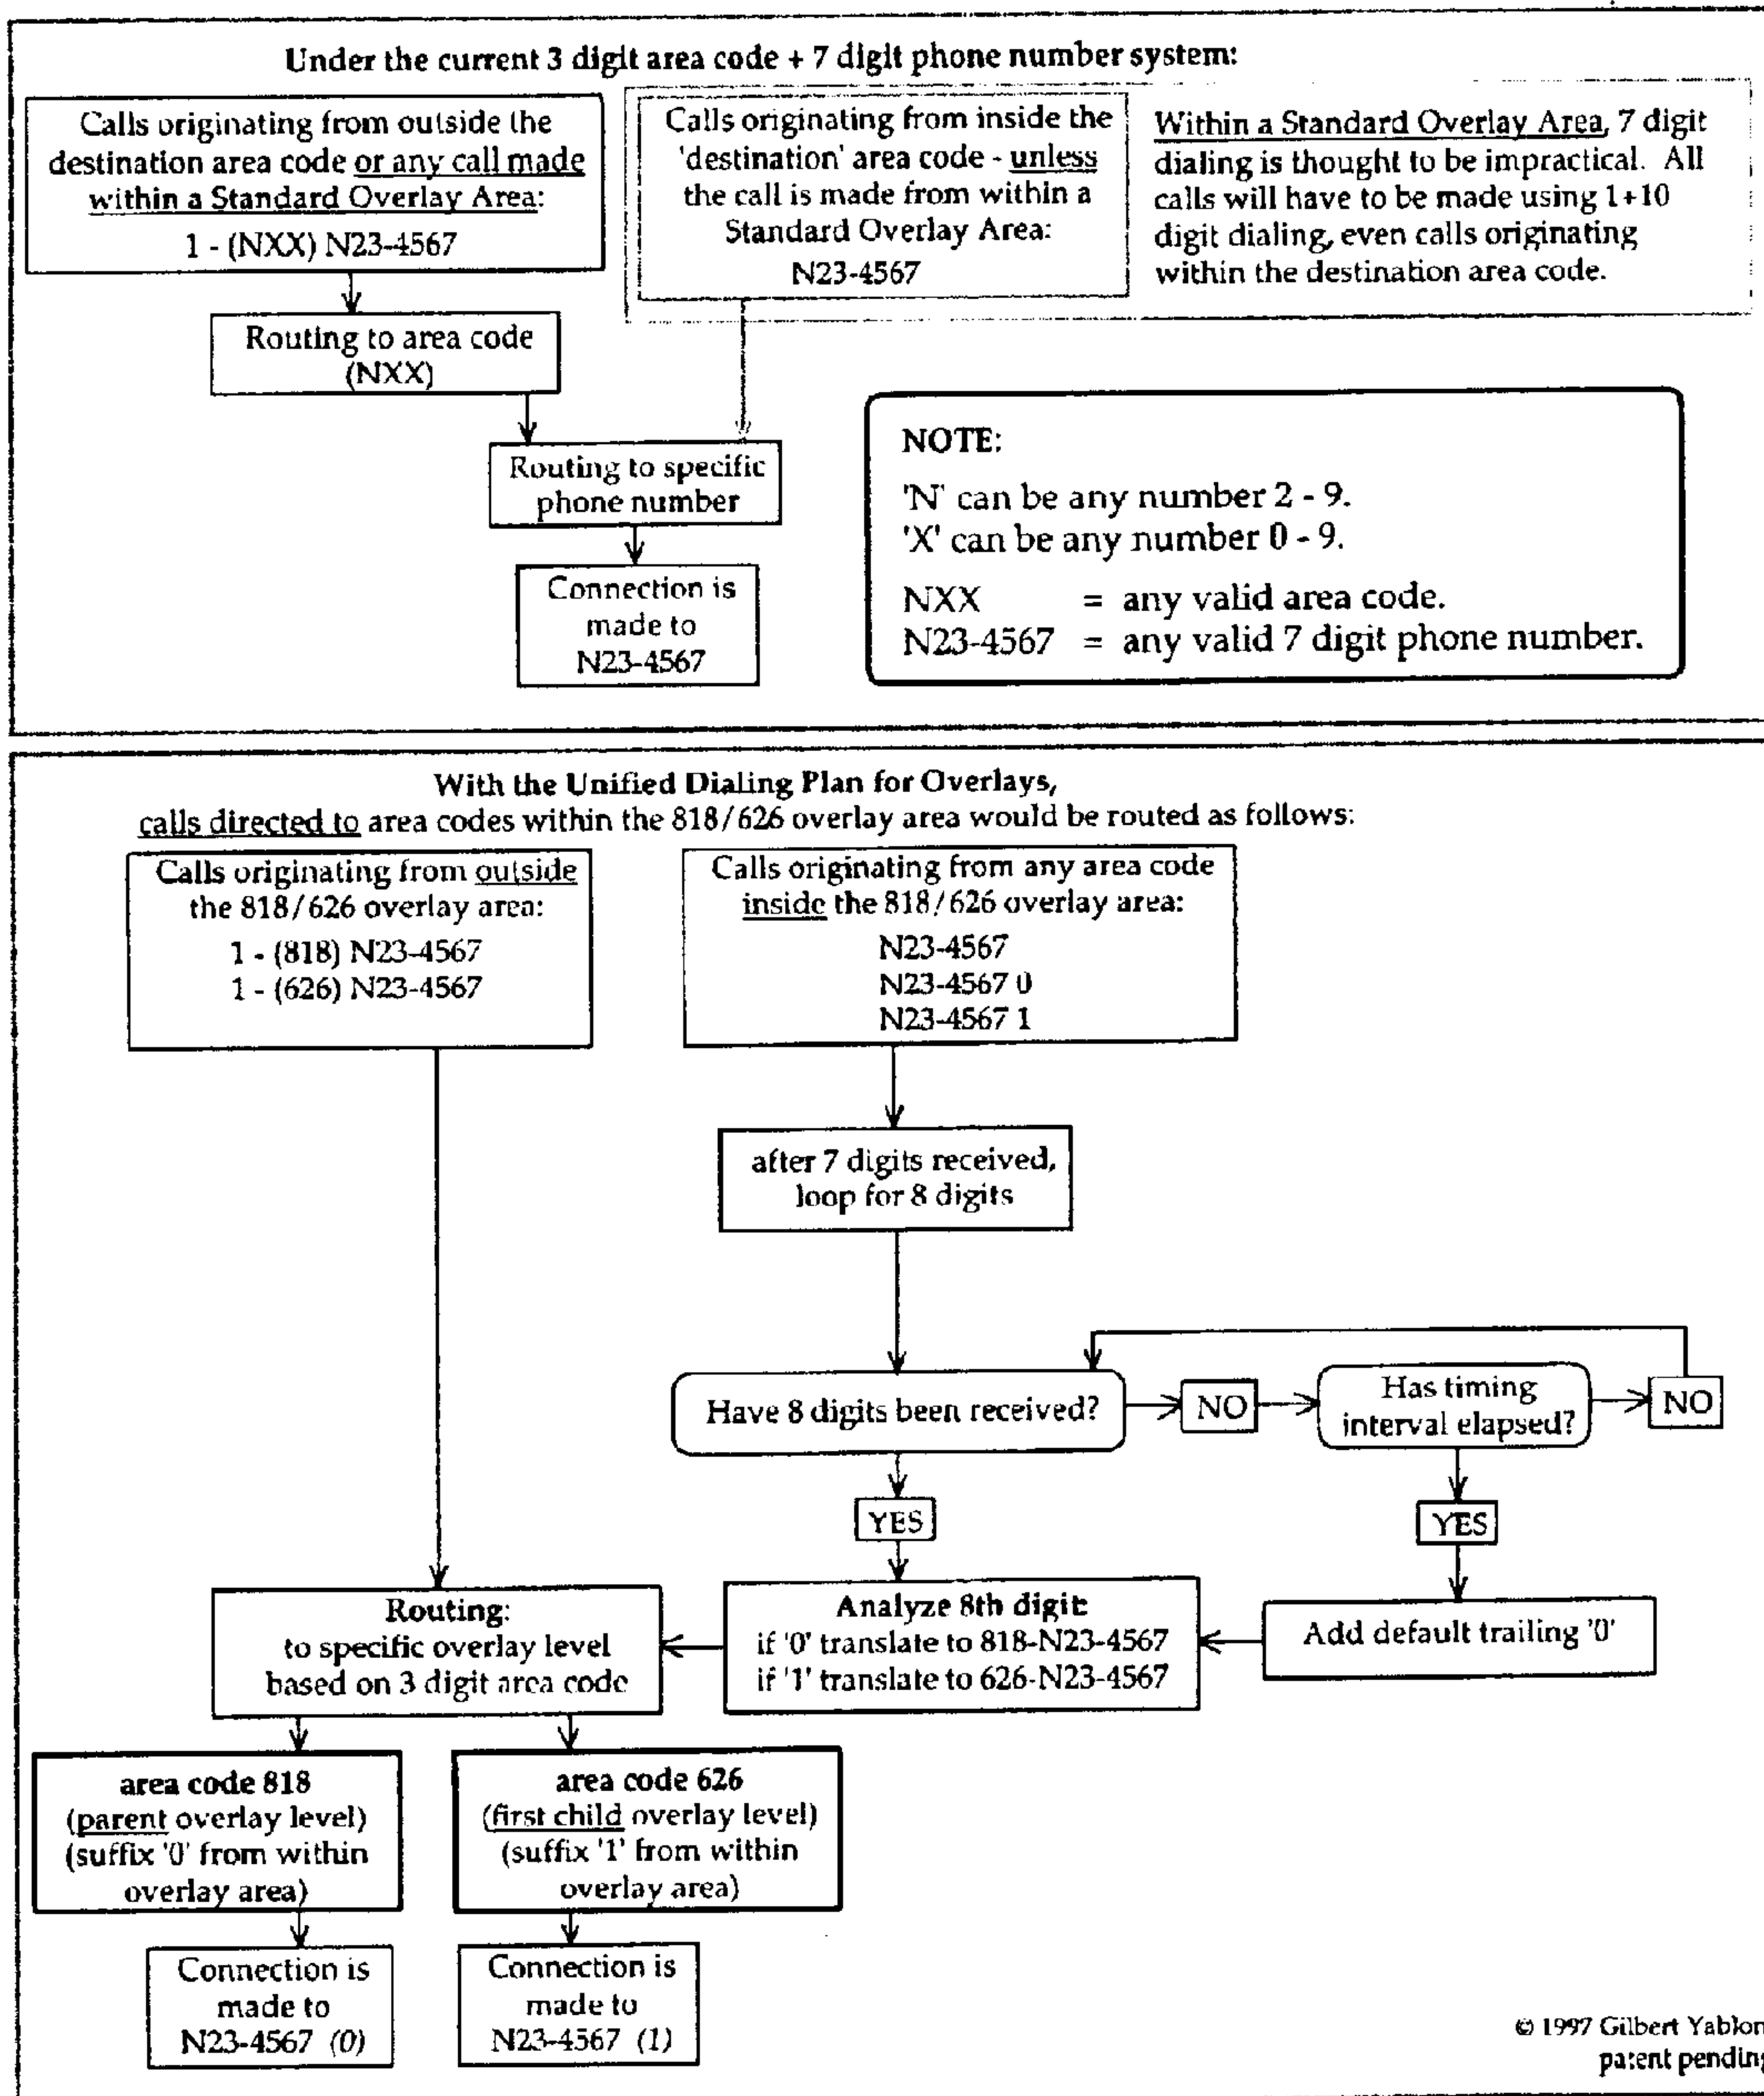 Under the current 3 digit area code + 7 digit phone number system:
Calls originating from outside the
destination area code or any call made
within a Standard Overlay Area:
1 - (NXX) N23-4567
Calls originating from inside the
'destination' area code - unless
the call is made from within a
Standard Overlay Area:
N23-4567
Within a Standard Overlay Area, 7 digit
dialing is thought to be impractical. All
calls will have to be made using 1+10
digit dialing, even calls originating
within the destination area code.
Routing to area code
(NXX)
Routing to specific
phone number
Connection is
made to
N23-4567
NOTE:
'N' can be any number 2 - 9.
'X' can be any number 0 - 9.
NXX = any valid area code.
N23-4567 = any valid 7 digit phone number.
With the Unified Dialing Plan for Overlays,
calls directed to area codes within the 818/626 overlay area would be routed as follows:
Calls originating from outside
the 818/626 overlay area:
1 - (818) N23-4567
1 - (626) N23-4567
Calls originating from any area code
inside the 818/626 overlay area:
N23-4567
N23-4567 0
N23-4567 1
after 7 digits received,
loop for 8 digits
Have 8 digits been received?
NO
Has timing
interval elapsed?
NO
YES
YES
Routing:
to specific overlay level
based on 3 digit area code
Analyze 8th digit:
if '0' translate to 818-N23-4567
if '1' translate to 626-N23-4567
Add default trailing '0'
area code 818
(parent overlay level)
(suffix '0' from within
overlay area)
area code 626
(first child overlay level)
(suffix '1' from within
overlay area)
Connection is
made to
N23-4567 (0)
Connection is
made to
N23-4567 (1)
© 1997 Gilbert Yablon
patent pending